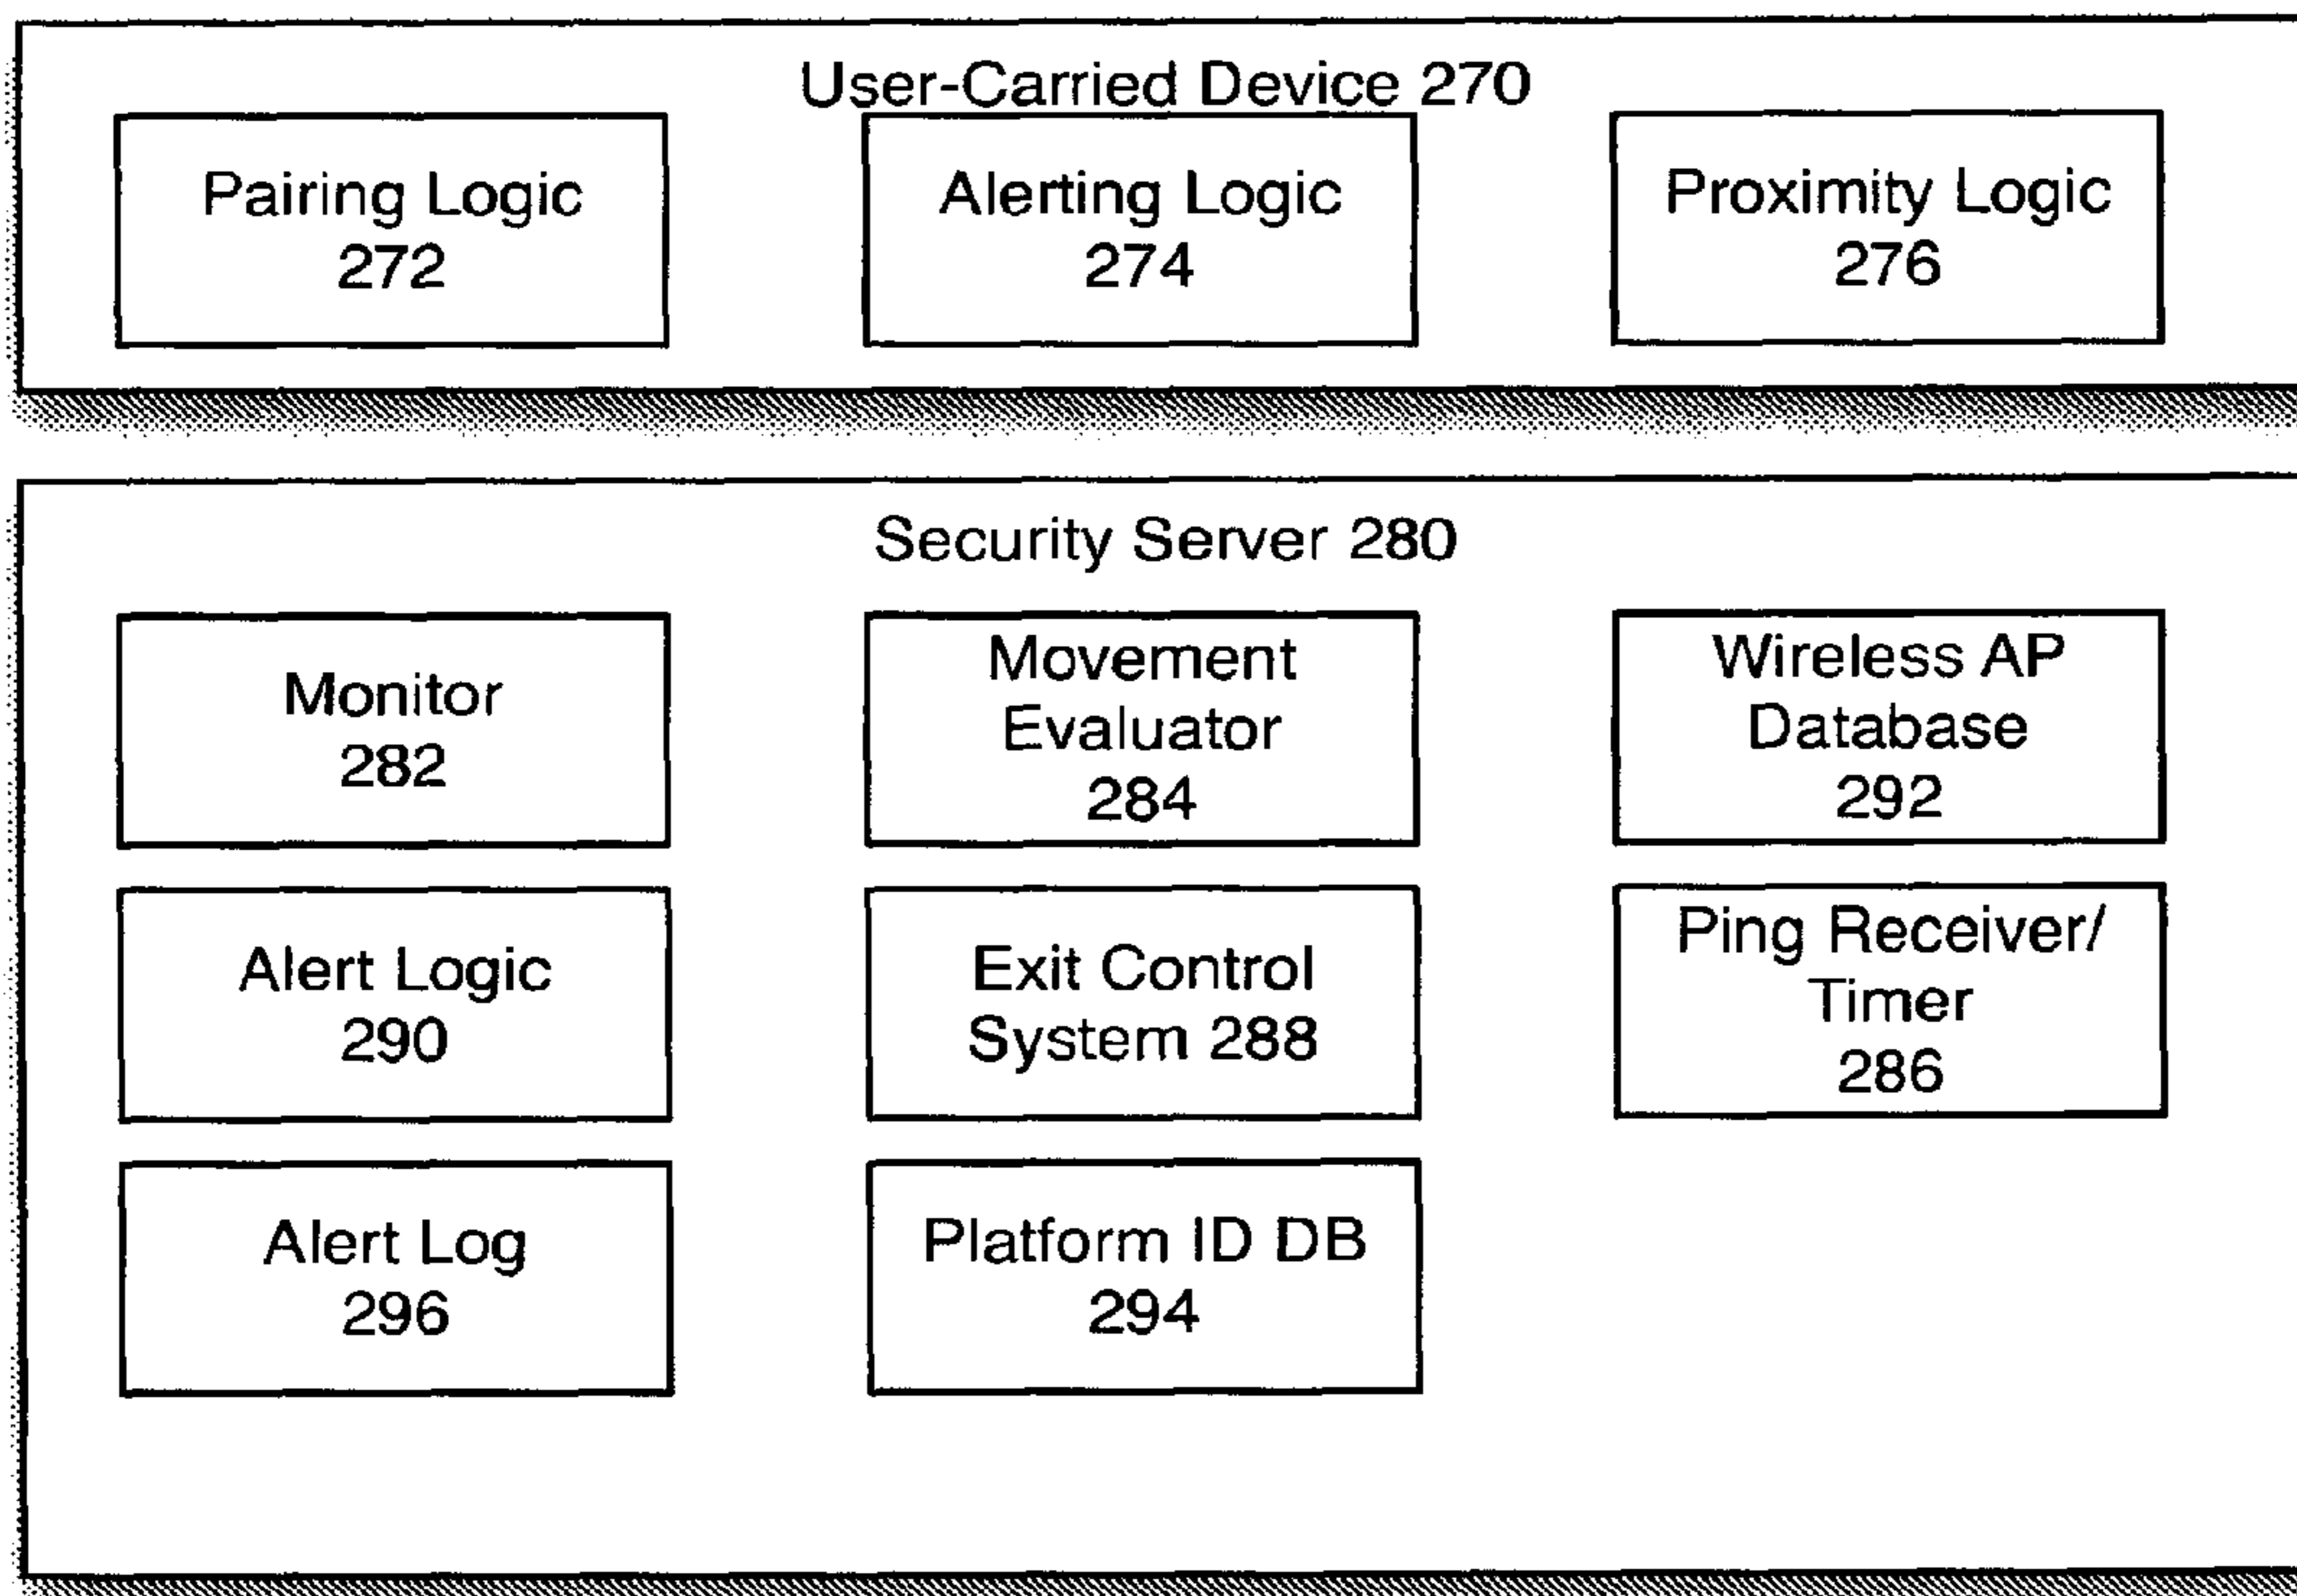 User-Carried Device 270
Pairing Logic
272
Alerting Logic
274
Proximity Logic
276
Security Server 280
Monitor
282
Movement
Evaluator
284
Wireless AP
Database
292
Alert Logic
290
Exit Control
System 288
Ping Receiver/
Timer
286
Alert Log
296
Platform ID DB
294